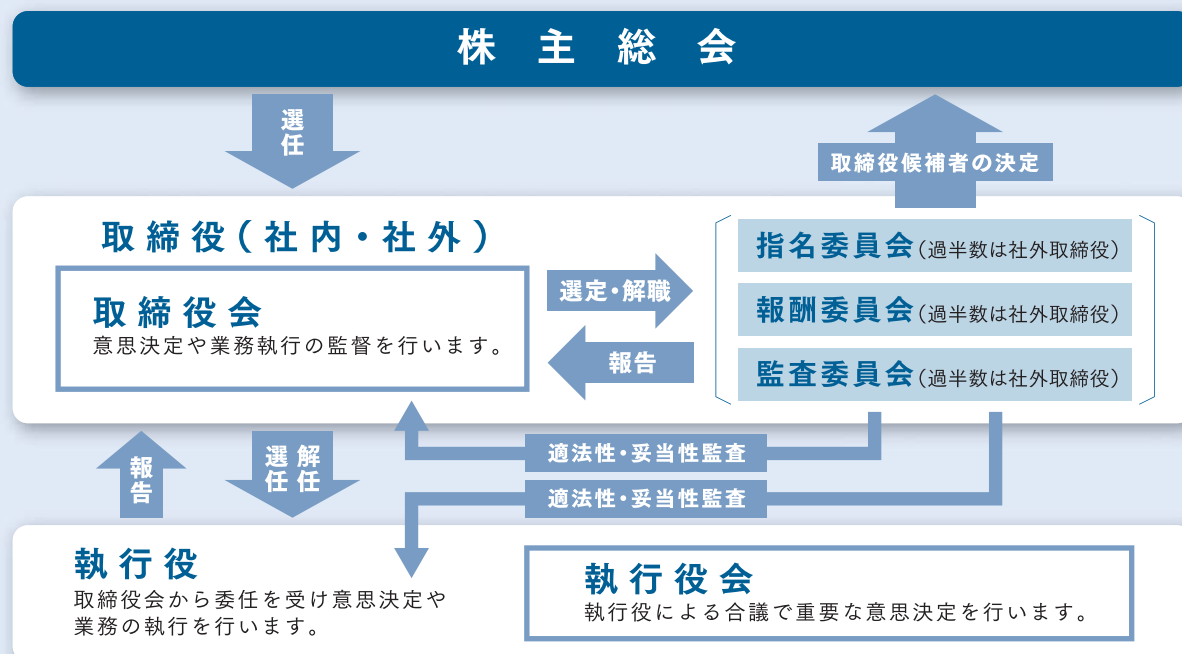 株主総会
選任
取締役候補者の決定
取締役（社内・社外）
取締役会
意思決定や業務執行の監督を行います。
選定・解職
報告
指名委員会（過半数は社外取締役）
報酬委員会（過半数は社外取締役）
監査委員会（過半数は社外取締役）
報告
解任
選任
適法性・妥当性監査
適法性・妥当性監査
執行役
取締役会から委任を受け意思決定や
業務の執行を行います。
執行役会
執行役による合議で重要な意思決定を行います。